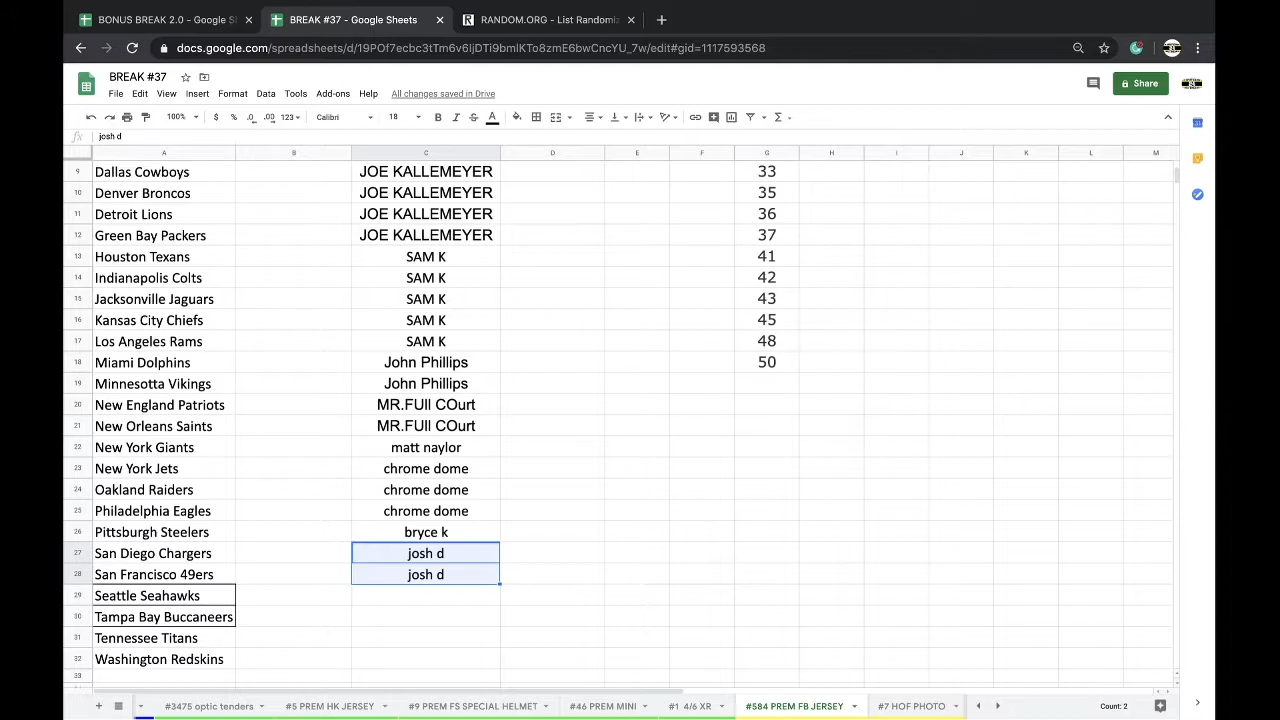 BONUS BREAK 2.0 - Google Sh
BREAK #37 - Google Sheets
RANDOM.ORG - List Randomiz
docs.google.com/spreadsheets/d/19POf7ecbc3tTm6v6IjDTi9bmlKTo8zmE6bwCncYU_7w/edit#gid=1117593568
BREAK #37
File Edit View Insert Format Data Tools Add-ons Help All changes saved in Drive
Share
100% $ % .0 .00 123 Calibri 18 B I S A
fx josh d
A B C D E F G H I J K L M
9 Dallas Cowboys JOE KALLEMEYER 33
10 Denver Broncos JOE KALLEMEYER 35
11 Detroit Lions JOE KALLEMEYER 36
12 Green Bay Packers JOE KALLEMEYER 37
13 Houston Texans SAM K 41
14 Indianapolis Colts SAM K 42
15 Jacksonville Jaguars SAM K 43
16 Kansas City Chiefs SAM K 45
17 Los Angeles Rams SAM K 48
18 Miami Dolphins John Phillips 50
19 Minnesotta Vikings John Phillips
20 New England Patriots MR.FUll COurt
21 New Orleans Saints MR.FUll COurt
22 New York Giants matt naylor
23 New York Jets chrome dome
24 Oakland Raiders chrome dome
25 Philadelphia Eagles chrome dome
26 Pittsburgh Steelers bryce k
27 San Diego Chargers josh d
28 San Francisco 49ers josh d
29 Seattle Seahawks
30 Tampa Bay Buccaneers
31 Tennessee Titans
32 Washington Redskins
33
#3475 optic tenders #5 PREM HK JERSEY #9 PREM FS SPECIAL HELMET #46 PREM MINI #1 4/6 XR #584 PREM FB JERSEY #7 HOF PHOTO Count: 2